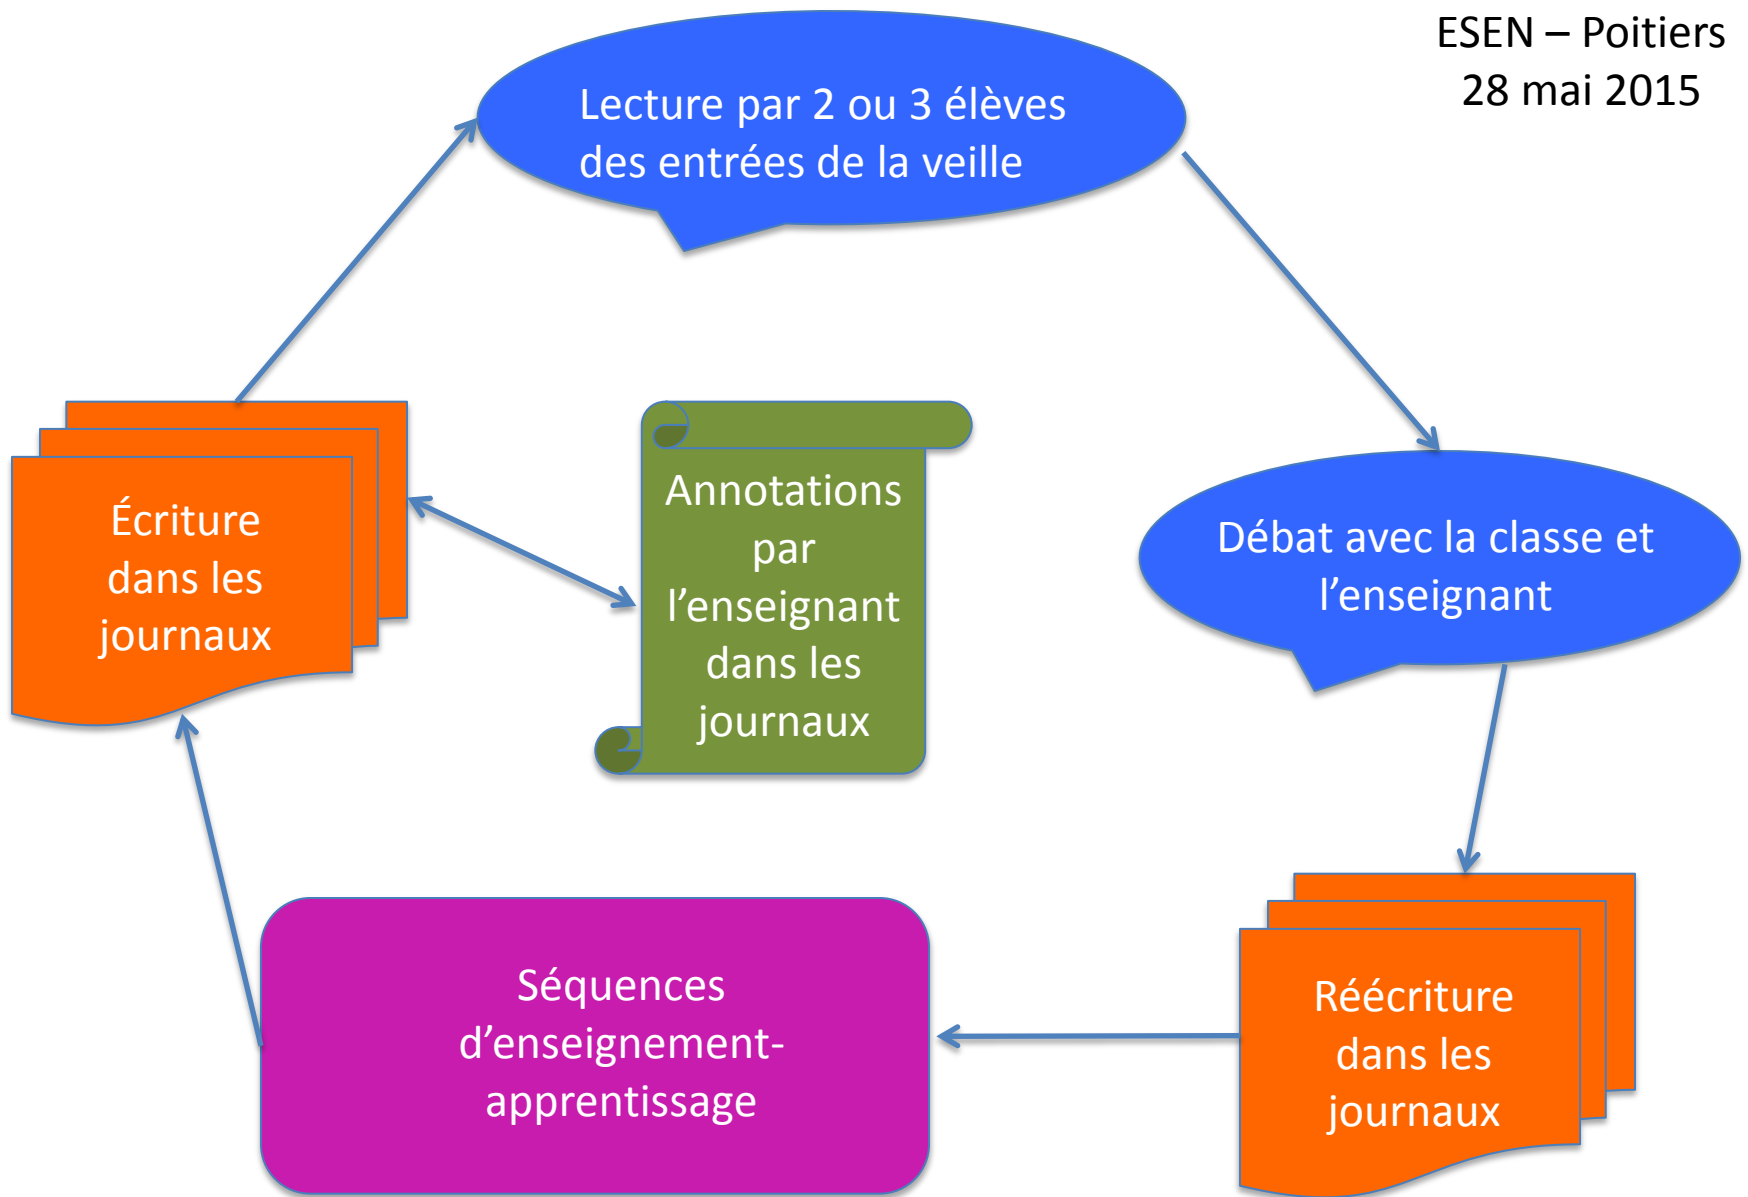 ESEN – Poitiers
28 mai 2015
Lecture par 2 ou 3 élèves
des entrées de la veille
Écriture
dans les
journaux
Annotations
par
l’enseignant
dans les
journaux
Débat avec la classe et
l’enseignant
Séquences
d’enseignement-
apprentissage
Réécriture
dans les
journaux